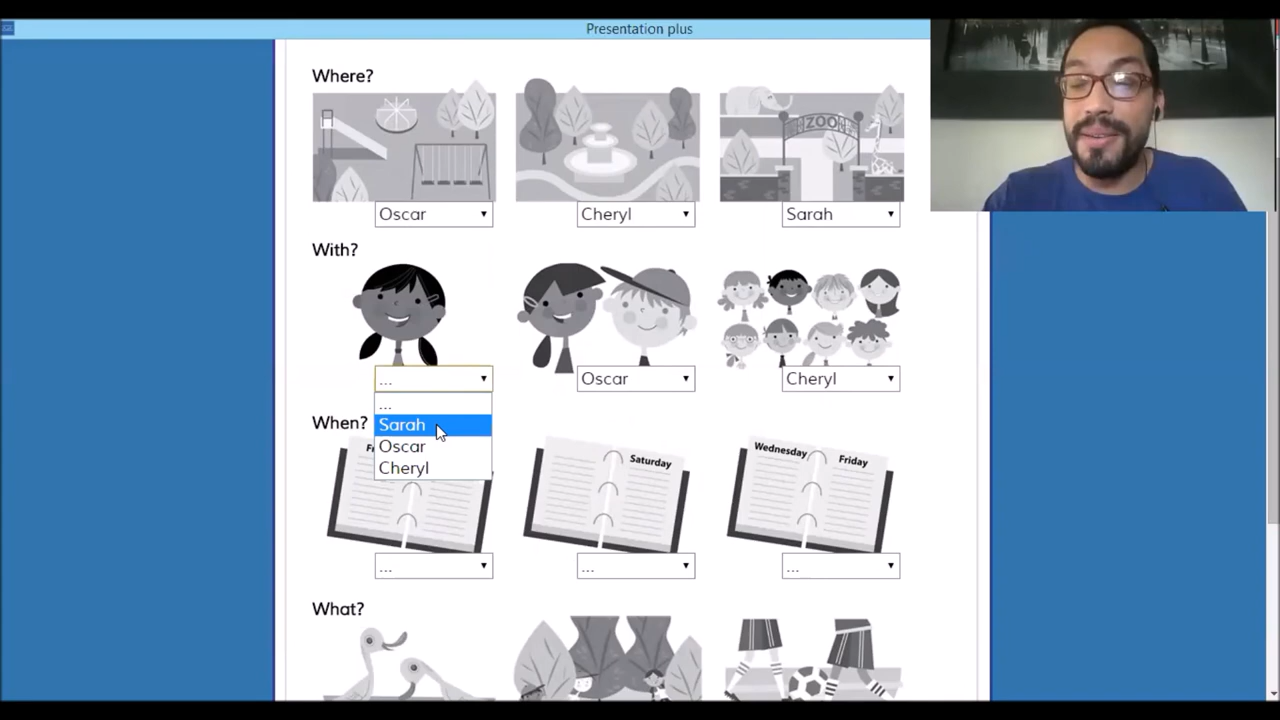 Presentation plus
Where?
ZOO
Oscar
Cheryl
Sarah
With?
...
Oscar
Cheryl
...
Sarah
Oscar
Cheryl
When?
Saturday
Wednesday
Friday
...
...
...
What?